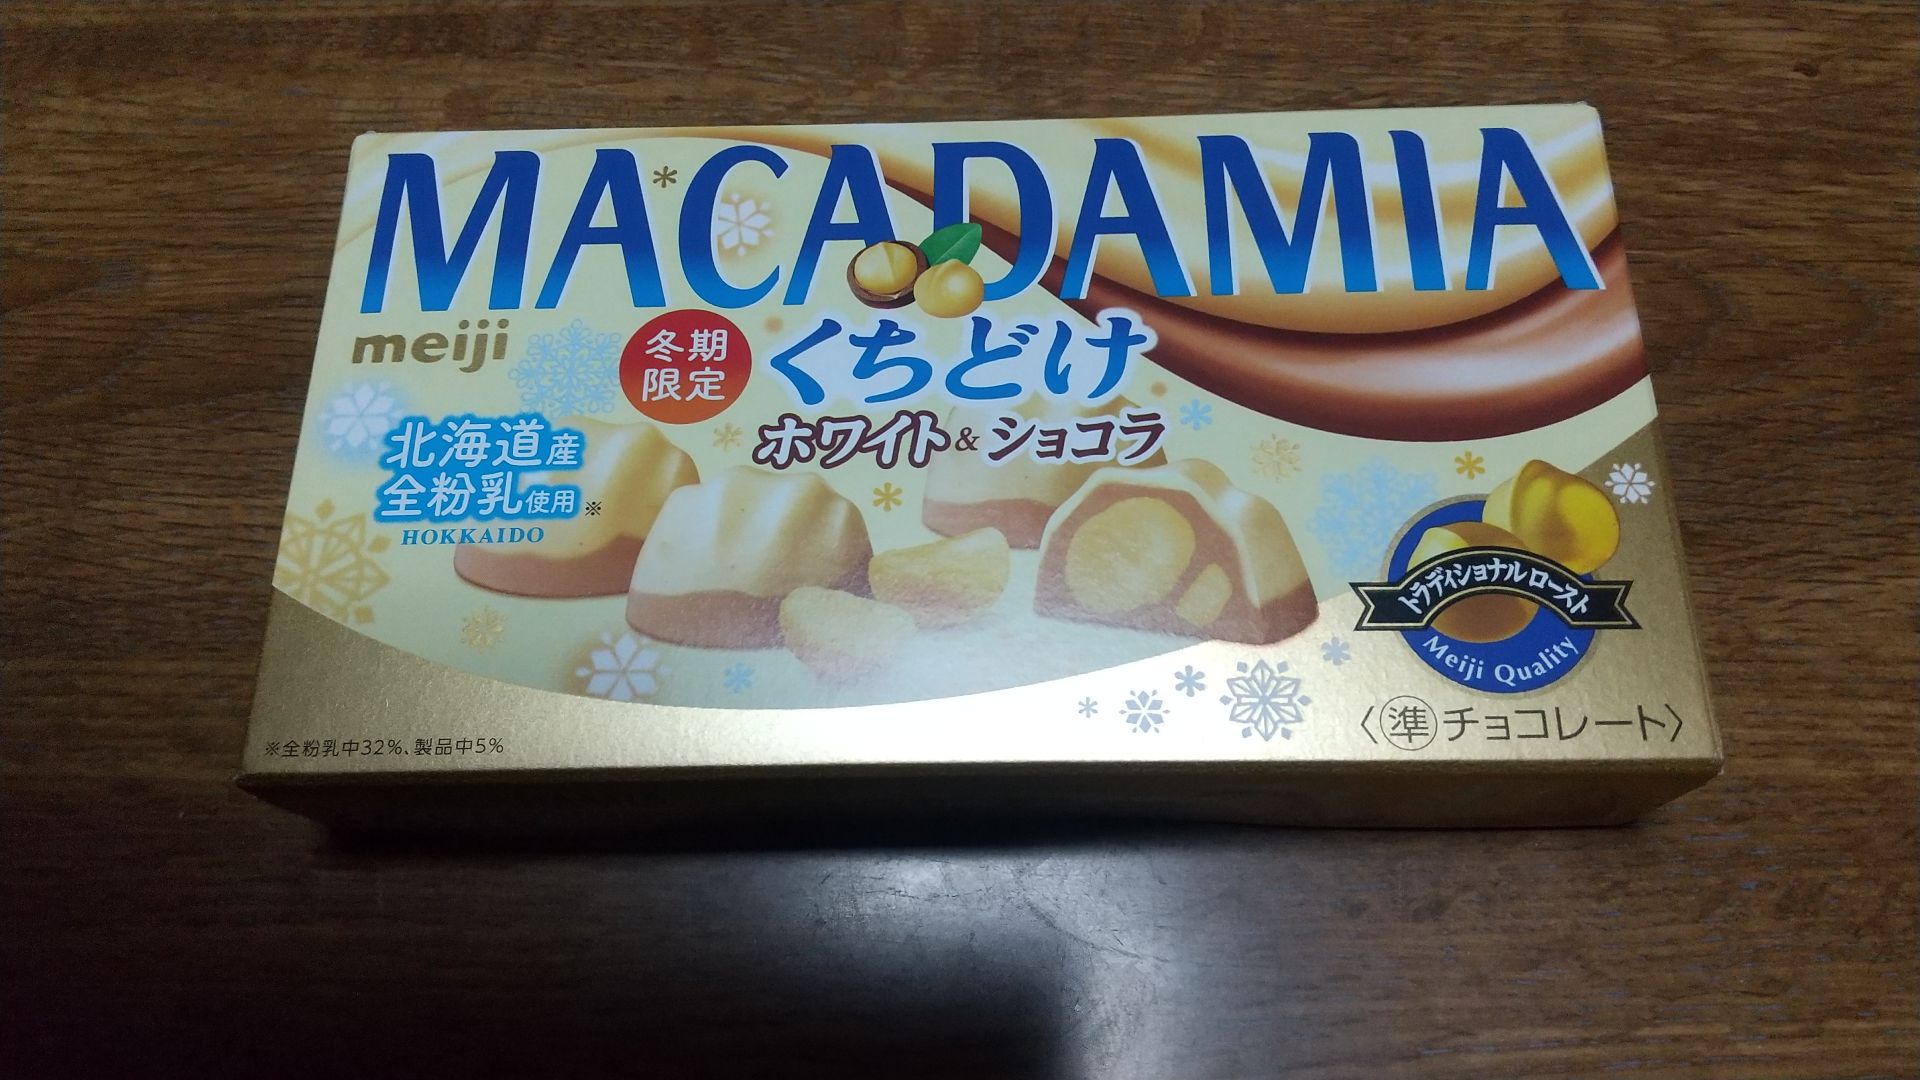 MACADAMIA
meiji
冬期
限定
くちどけ
ホワイト&ショコラ
北海道産
全粉乳使用※
HOKKAIDO
トラディショナル ロースト
Meiji Quality
〈準チョコレート〉
※全粉乳中32%、製品中5%